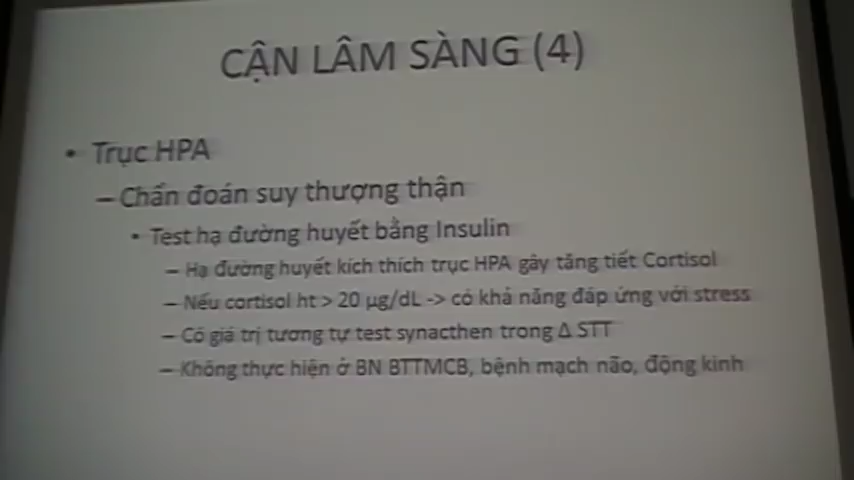 CẬN LÂM SÀNG (4)
• Trục HPA
– Chẩn đoán suy thượng thận
• Test hạ đường huyết bằng Insulin
– Hạ đường huyết kích thích trục HPA gây tăng tiết Cortisol
– Nếu cortisol ht > 20 µg/dL -> có khả năng đáp ứng với stress
– Có giá trị tương tự test synacthen trong Δ STT
– Không thực hiện ở BN BTTMCB, bệnh mạch não, động kinh